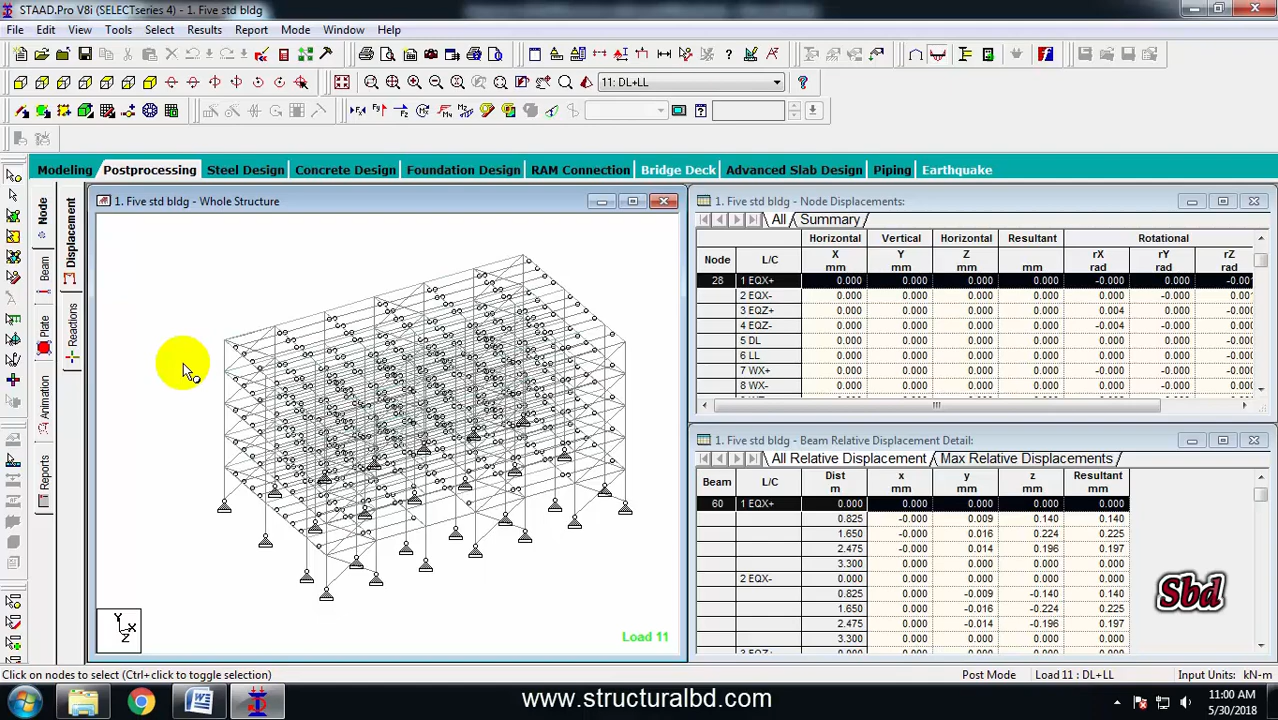 STAAD.Pro V8i (SELECTseries 4) - 1. Five std bldg
File Edit View Tools Select Results Report Mode Window Help
11: DL+LL
Modeling Postprocessing Steel Design Concrete Design Foundation Design RAM Connection Bridge Deck Advanced Slab Design Piping Earthquake
Node Beam Plate Animation Reports
Displacement Reactions
1. Five std bldg - Whole Structure
Y X Z
Load 11
1. Five std bldg - Node Displacements:
All Summary
Horizontal Vertical Horizontal Resultant Rotational
Node L/C X mm Y mm Z mm mm rX rad rY rad rZ rad
28 1 EQX+ 0.000 0.000 0.000 0.000 -0.000 -0.000 -0.00
2 EQX- 0.000 0.000 0.000 0.000 0.000 -0.000 0.00
3 EQZ+ 0.000 0.000 0.000 0.000 0.004 0.000 -0.000
4 EQZ- 0.000 0.000 0.000 0.000 -0.004 -0.000 0.000
5 DL 0.000 0.000 0.000 0.000 0.000 0.000 -0.000
6 LL 0.000 0.000 0.000 0.000 0.000 0.000 -0.000
7 WX+ 0.000 0.000 0.000 0.000 -0.000 -0.000 -0.000
8 WX- 0.000 0.000 0.000 0.000 0.000 -0.000 0.000
1. Five std bldg - Beam Relative Displacement Detail:
All Relative Displacement Max Relative Displacements
Beam L/C Dist m x mm y mm z mm Resultant mm
60 1 EQX+ 0.000 0.000 0.000 0.000 0.000
0.825 -0.000 0.009 0.140 0.140
1.650 -0.000 0.016 0.224 0.225
2.475 -0.000 0.014 0.196 0.197
3.300 0.000 0.000 0.000 0.000
2 EQX- 0.000 0.000 0.000 0.000 0.000
0.825 -0.000 -0.009 -0.140 0.140
1.650 -0.000 -0.016 -0.224 0.225
2.475 -0.000 -0.014 -0.196 0.197
3.300 0.000 0.000 0.000 0.000
Sbd
Click on nodes to select (Ctrl+click to toggle selection) Post Mode Load 11 : DL+LL Input Units: kN-m
www.structuralbd.com
11:00 AM
5/30/2018